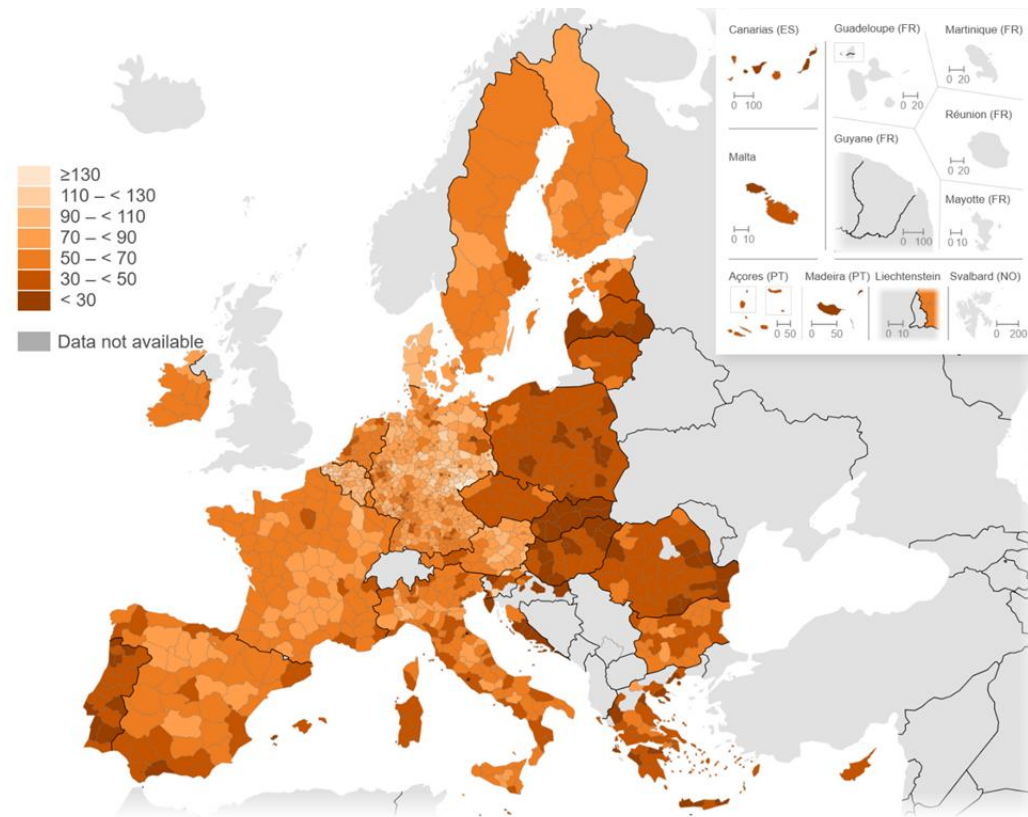 Canarias (ES)
0 100
Guadeloupe (FR)
0 20
Martinique (FR)
0 20
Réunion (FR)
0 20
Malta
0 10
Guyane (FR)
0 100
Mayotte (FR)
0 10
Açores (PT)
0 50
Madeira (PT)
0 50
Liechtenstein
0 10
Svalbard (NO)
0 200
≥130
110 – < 130
90 – < 110
70 – < 90
50 – < 70
30 – < 50
< 30
Data not available